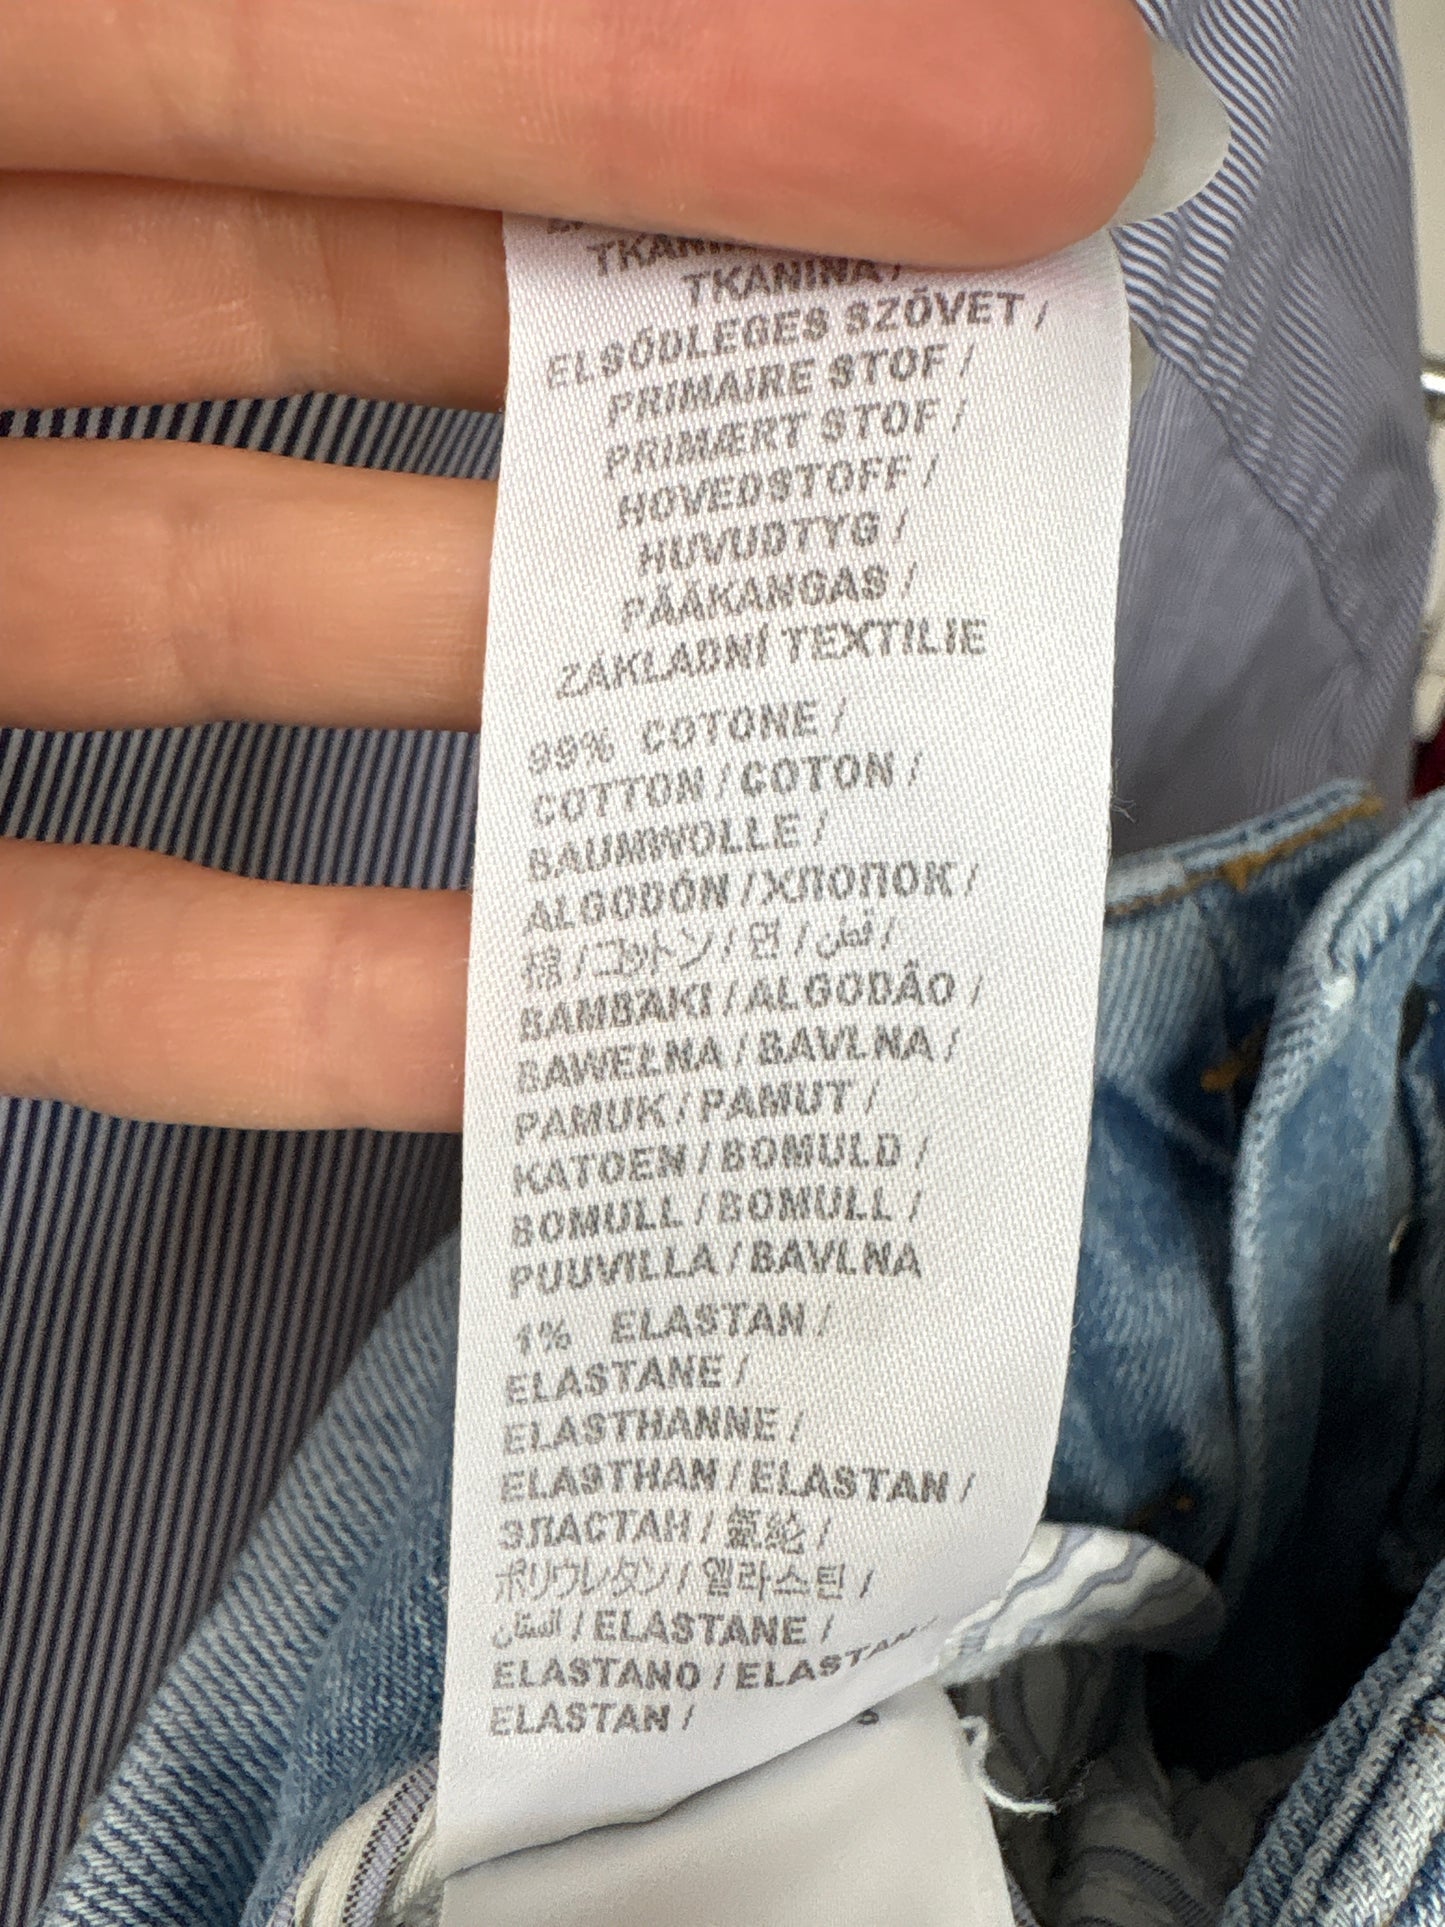 TKANINA /
ELSŐDLEGES SZÖVET /
PRIMAIRE STOF /
PRIMÆRT STOF /
HOVEDSTOFF /
HUVUDTYG /
PÄÄKANGAS /
ZÁKLADNÍ TEXTILIE
99% COTONE /
COTTON / COTON /
BAUMWOLLE /
ALGODÓN / ХЛОПОК /
棉 / コットン / 면 / قطن /
BAMBAKI / ALGODÃO /
BAWEŁNA / BAVLNA /
PAMUK / PAMUT /
KATOEN / BOMULD /
BOMULL / BOMULL /
PUUVILLA / BAVLNA
1% ELASTAN /
ELASTANE /
ELASTHANNE /
ELASTHAN / ELASTAN /
ЭЛАСТАН / 氨纶 /
ポリウレタン / 엘라스틴 /
/ ELASTANE /
ELASTANO / ELASTAN
ELASTAN /